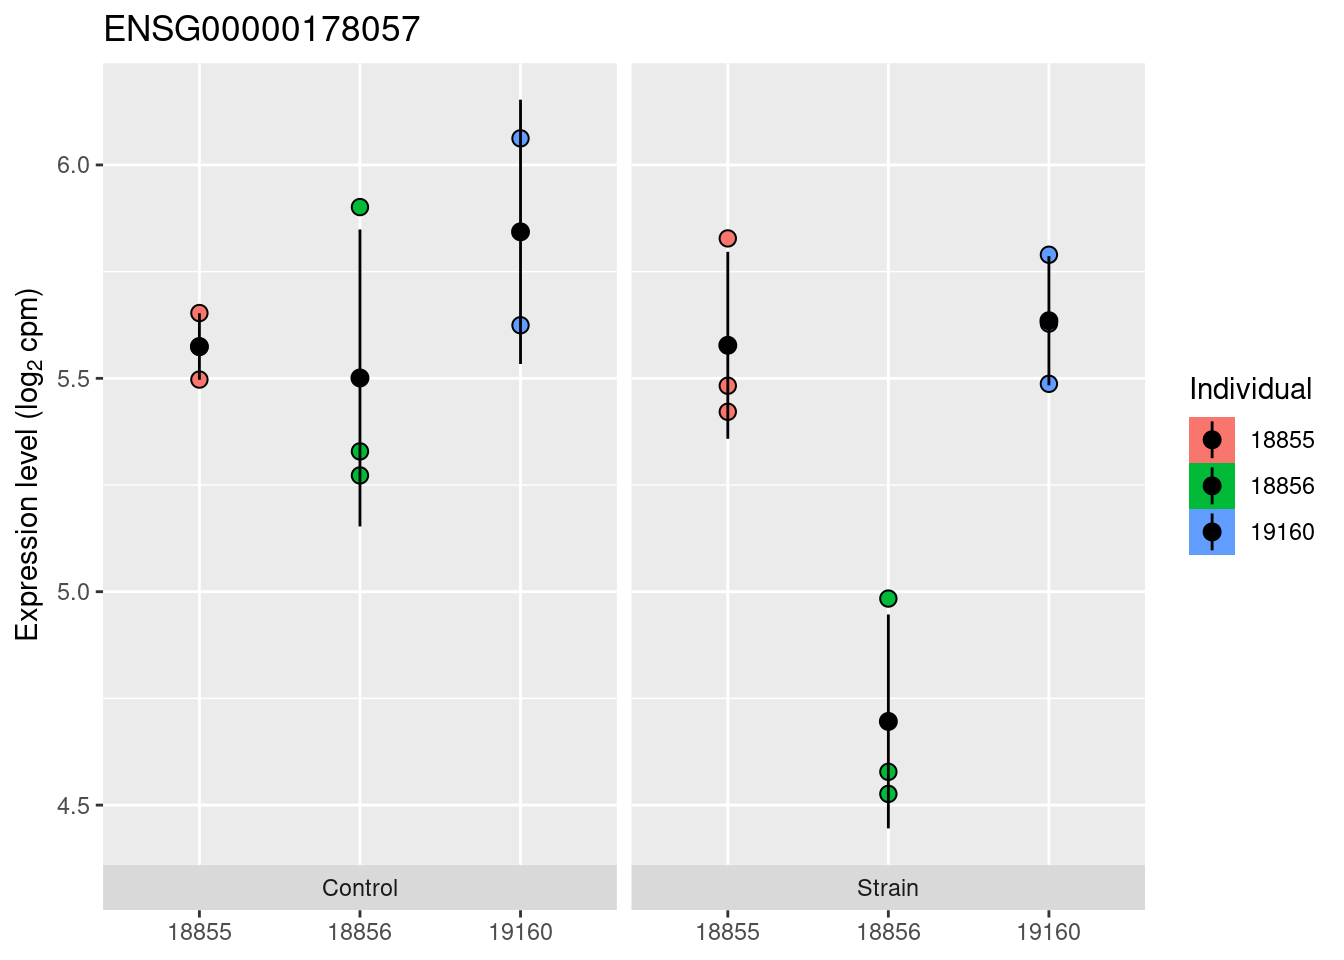 ENSG00000178057
Expression level (log₂ cpm)
6.0
5.5
5.0
4.5
Control
Strain
18855 18856 19160
18855 18856 19160
Individual
18855
18856
19160